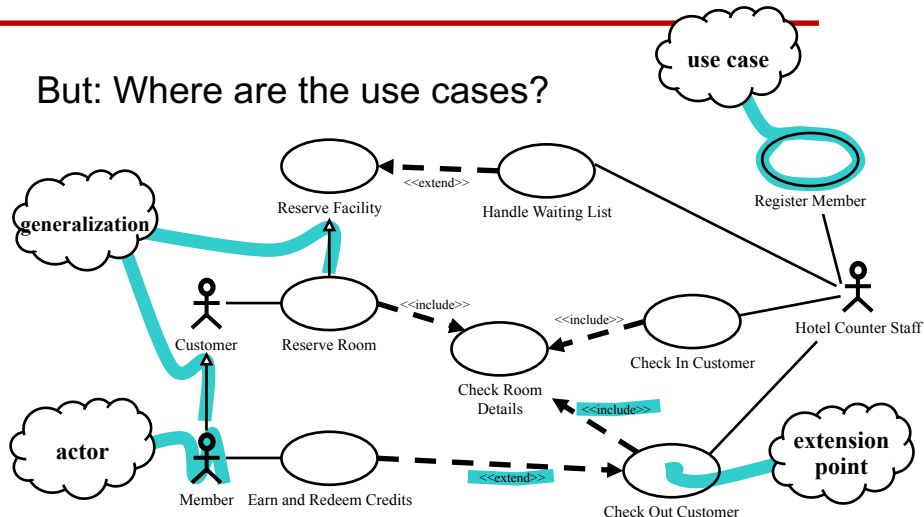 But: Where are the use cases?
use case
<<extend>>
Reserve Facility
Handle Waiting List
Register Member
generalization
<<include>>
<<include>>
Customer
Reserve Room
Check Room
Details
Check In Customer
Hotel Counter Staff
<<include>>
actor
extension
point
<<extend>>
Member
Earn and Redeem Credits
Check Out Customer